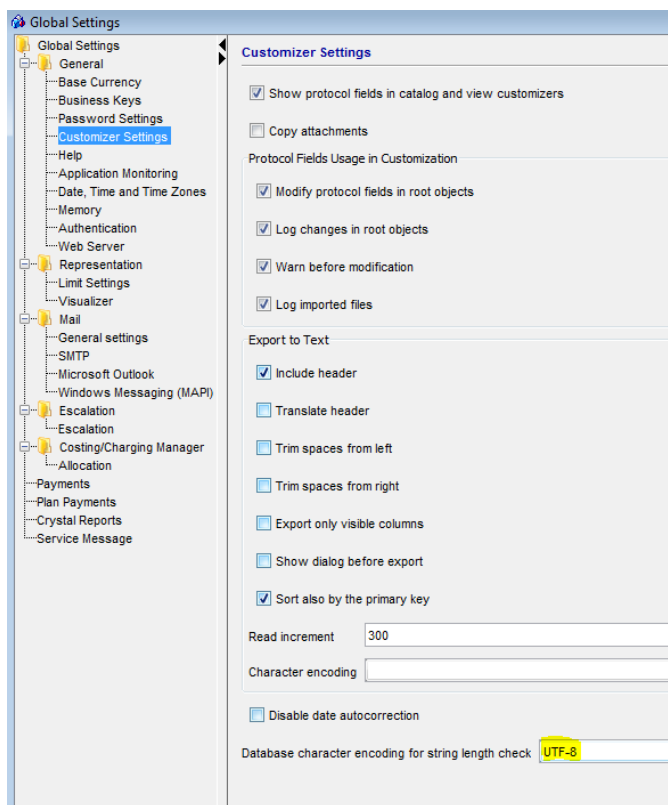 Global Settings
Global Settings
General
Base Currency
Business Keys
Password Settings
Customizer Settings
Help
Application Monitoring
Date, Time and Time Zones
Memory
Authentication
Web Server
Representation
Limit Settings
Visualizer
Mail
General settings
SMTP
Microsoft Outlook
Windows Messaging (MAPI)
Escalation
Escalation
Costing/Charging Manager
Allocation
Payments
Plan Payments
Crystal Reports
Service Message
Customizer Settings
Show protocol fields in catalog and view customizers
Copy attachments
Protocol Fields Usage in Customization
Modify protocol fields in root objects
Log changes in root objects
Warn before modification
Log imported files
Export to Text
Include header
Translate header
Trim spaces from left
Trim spaces from right
Export only visible columns
Show dialog before export
Sort also by the primary key
Read increment 300
Character encoding
Disable date autocorrection
Database character encoding for string length check UTF-8